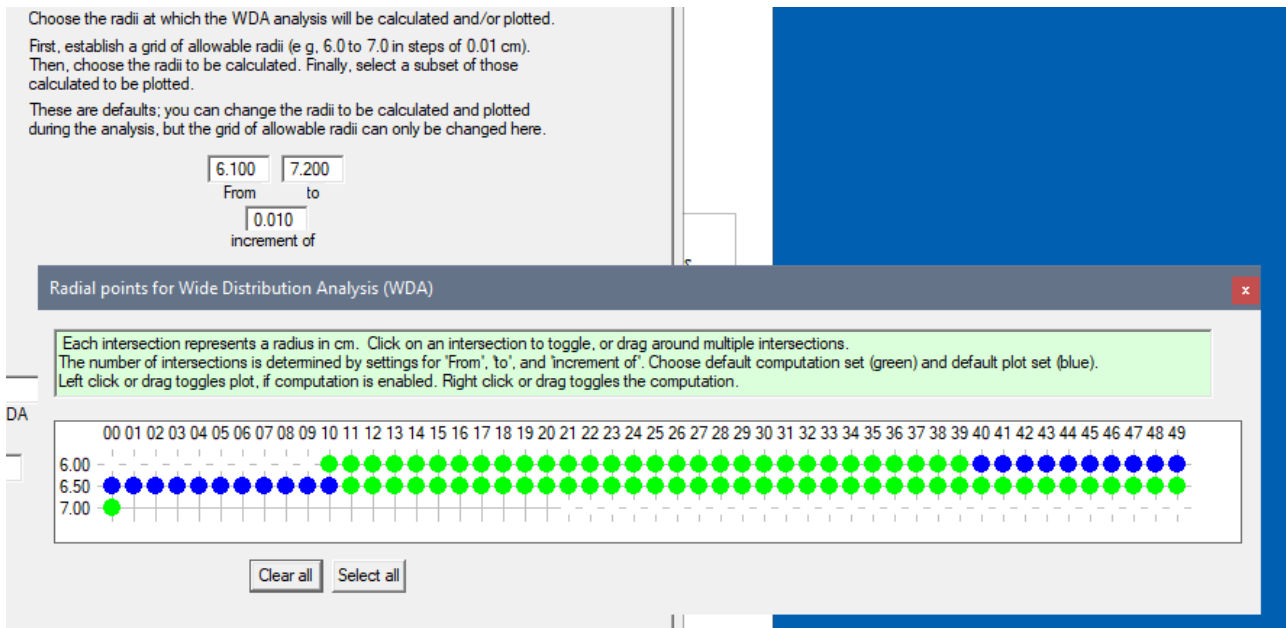 Choose the radii at which the WDA analysis will be calculated and/or plotted.
First, establish a grid of allowable radii (e g, 6.0 to 7.0 in steps of 0.01 cm).
Then, choose the radii to be calculated. Finally, select a subset of those
calculated to be plotted.
These are defaults; you can change the radii to be calculated and plotted
during the analysis, but the grid of allowable radii can only be changed here.
6.100 7.200
From to
0.010
increment of
Radial points for Wide Distribution Analysis (WDA)
x
Each intersection represents a radius in cm. Click on an intersection to toggle, or drag around multiple intersections.
The number of intersections is determined by settings for 'From', 'to', and 'increment of'. Choose default computation set (green) and default plot set (blue).
Left click or drag toggles plot, if computation is enabled. Right click or drag toggles the computation.
DA
00 01 02 03 04 05 06 07 08 09 10 11 12 13 14 15 16 17 18 19 20 21 22 23 24 25 26 27 28 29 30 31 32 33 34 35 36 37 38 39 40 41 42 43 44 45 46 47 48 49
6.00
6.50
7.00
Clear all Select all